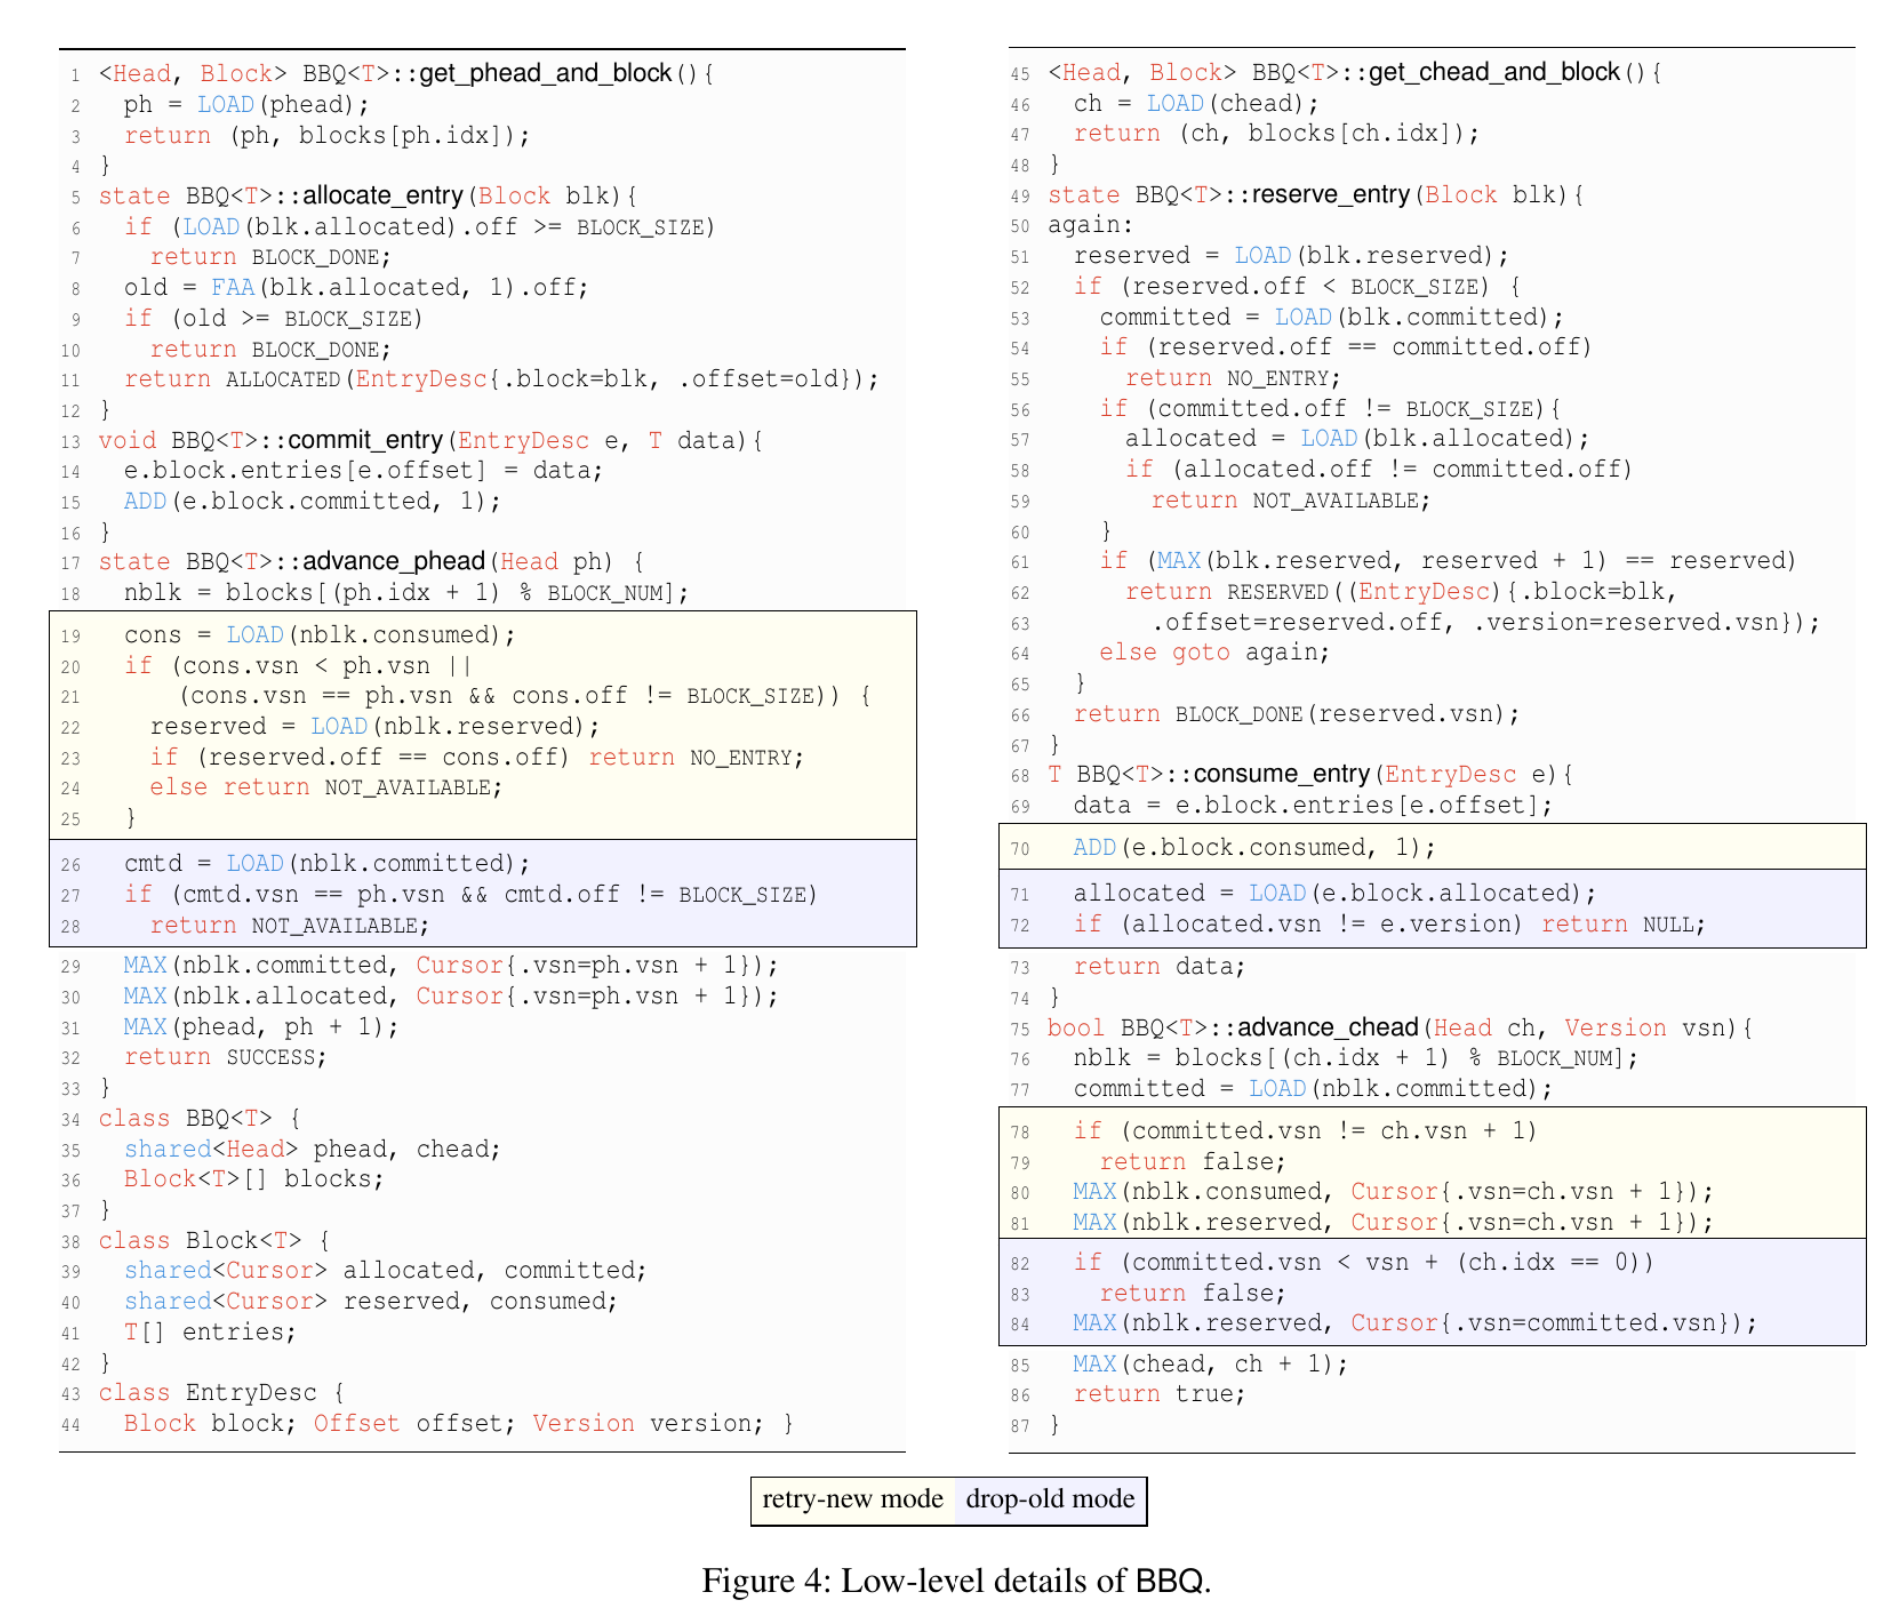 1 <Head, Block> BBQ<T>::get_phead_and_block(){
2 ph = LOAD(phead);
3 return (ph, blocks[ph.idx]);
4 }
5 state BBQ<T>::allocate_entry(Block blk){
6 if (LOAD(blk.allocated).off >= BLOCK_SIZE)
7 return BLOCK_DONE;
8 old = FAA(blk.allocated, 1).off;
9 if (old >= BLOCK_SIZE)
10 return BLOCK_DONE;
11 return ALLOCATED(EntryDesc{.block=blk, .offset=old});
12 }
13 void BBQ<T>::commit_entry(EntryDesc e, T data){
14 e.block.entries[e.offset] = data;
15 ADD(e.block.committed, 1);
16 }
17 state BBQ<T>::advance_phead(Head ph) {
18 nblk = blocks[(ph.idx + 1) % BLOCK_NUM];
19 cons = LOAD(nblk.consumed);
20 if (cons.vsn < ph.vsn ||
21 (cons.vsn == ph.vsn && cons.off != BLOCK_SIZE)) {
22 reserved = LOAD(nblk.reserved);
23 if (reserved.off == cons.off) return NO_ENTRY;
24 else return NOT_AVAILABLE;
25 }
26 cmtd = LOAD(nblk.committed);
27 if (cmtd.vsn == ph.vsn && cmtd.off != BLOCK_SIZE)
28 return NOT_AVAILABLE;
29 MAX(nblk.committed, Cursor{.vsn=ph.vsn + 1});
30 MAX(nblk.allocated, Cursor{.vsn=ph.vsn + 1});
31 MAX(phead, ph + 1);
32 return SUCCESS;
33 }
34 class BBQ<T> {
35 shared<Head> phead, chead;
36 Block<T>[] blocks;
37 }
38 class Block<T> {
39 shared<Cursor> allocated, committed;
40 shared<Cursor> reserved, consumed;
41 T[] entries;
42 }
43 class EntryDesc {
44 Block block; Offset offset; Version version; }
45 <Head, Block> BBQ<T>::get_chead_and_block(){
46 ch = LOAD(chead);
47 return (ch, blocks[ch.idx]);
48 }
49 state BBQ<T>::reserve_entry(Block blk){
50 again:
51 reserved = LOAD(blk.reserved);
52 if (reserved.off < BLOCK_SIZE) {
53 committed = LOAD(blk.committed);
54 if (reserved.off == committed.off)
55 return NO_ENTRY;
56 if (committed.off != BLOCK_SIZE){
57 allocated = LOAD(blk.allocated);
58 if (allocated.off != committed.off)
59 return NOT_AVAILABLE;
60 }
61 if (MAX(blk.reserved, reserved + 1) == reserved)
62 return RESERVED((EntryDesc){.block=blk,
63 .offset=reserved.off, .version=reserved.vsn});
64 else goto again;
65 }
66 return BLOCK_DONE(reserved.vsn);
67 }
68 T BBQ<T>::consume_entry(EntryDesc e){
69 data = e.block.entries[e.offset];
70 ADD(e.block.consumed, 1);
71 allocated = LOAD(e.block.allocated);
72 if (allocated.vsn != e.version) return NULL;
73 return data;
74 }
75 bool BBQ<T>::advance_chead(Head ch, Version vsn){
76 nblk = blocks[(ch.idx + 1) % BLOCK_NUM];
77 committed = LOAD(nblk.committed);
78 if (committed.vsn != ch.vsn + 1)
79 return false;
80 MAX(nblk.consumed, Cursor{.vsn=ch.vsn + 1});
81 MAX(nblk.reserved, Cursor{.vsn=ch.vsn + 1});
82 if (committed.vsn < vsn + (ch.idx == 0))
83 return false;
84 MAX(nblk.reserved, Cursor{.vsn=committed.vsn});
85 MAX(chead, ch + 1);
86 return true;
87 }
retry-new mode drop-old mode
Figure 4: Low-level details of BBQ.